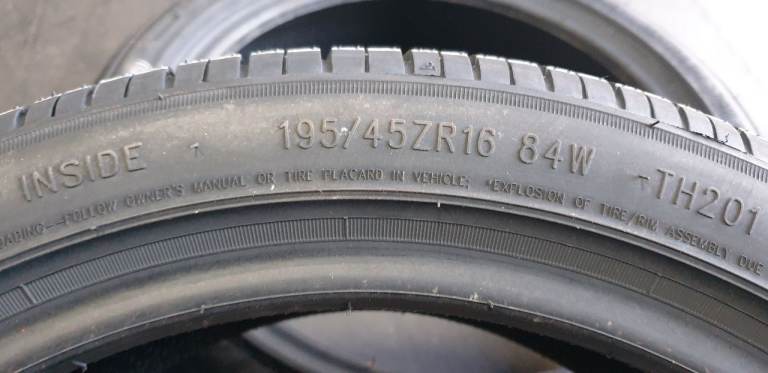 INSIDE 195/45ZR16 84W TH201
LOADING—FOLLOW OWNER'S MANUAL OR TIRE PLACARD IN VEHICLE; *EXPLOSION OF TIRE/RIM ASSEMBLY DUE